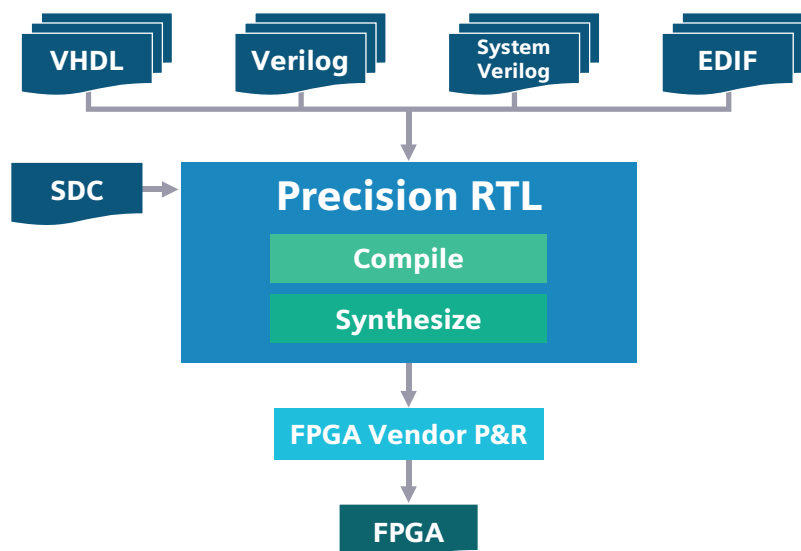 VHDL
Verilog
System
Verilog
EDIF
SDC
Precision RTL
Compile
Synthesize
FPGA Vendor P&R
FPGA